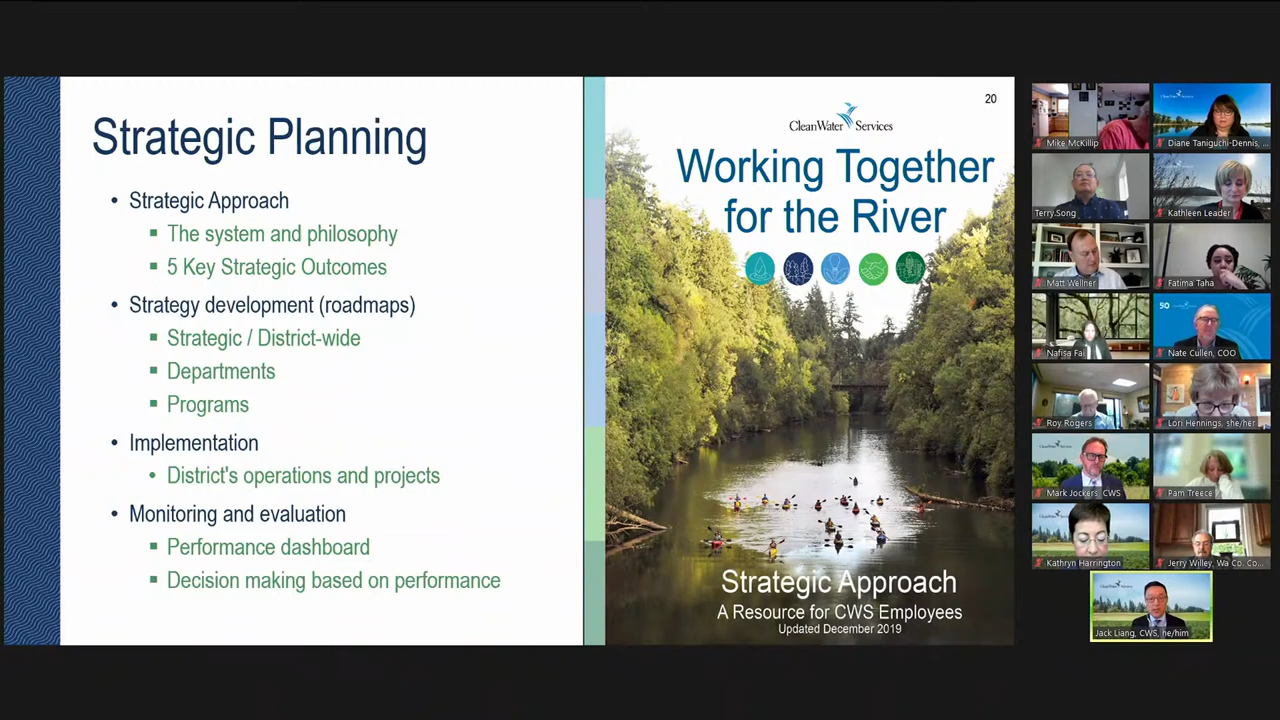 Strategic Planning
• Strategic Approach
▪ The system and philosophy
▪ 5 Key Strategic Outcomes
• Strategy development (roadmaps)
▪ Strategic / District-wide
▪ Departments
▪ Programs
• Implementation
• District's operations and projects
• Monitoring and evaluation
▪ Performance dashboard
▪ Decision making based on performance
20
CleanWater Services
Working Together
for the River
Strategic Approach
A Resource for CWS Employees
Updated December 2019
Mike McKillip
Diane Taniguchi-Dennis, ...
Terry.Song
Kathleen Leader
Matt Wellner
Fatima Taha
Nafisa Fai
Nate Cullen, COO
Roy Rogers
Lori Hennings, she/her
Mark Jockers, CWS
Pam Treece
Kathryn Harrington
Jerry Willey, Wa Co. Co...
Jack Liang, CWS, he/him